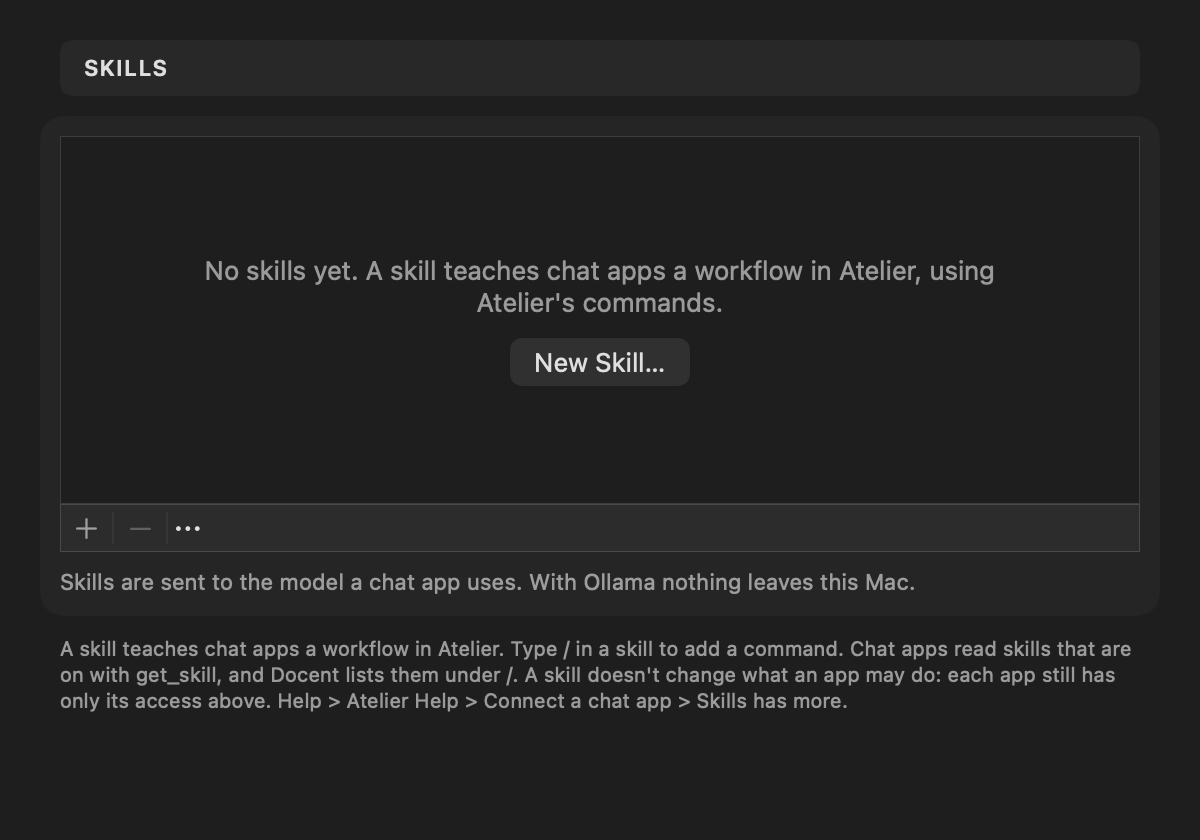 SKILLS
No skills yet. A skill teaches chat apps a workflow in Atelier, using
Atelier's commands.
New Skill...
Skills are sent to the model a chat app uses. With Ollama nothing leaves this Mac.
A skill teaches chat apps a workflow in Atelier. Type / in a skill to add a command. Chat apps read skills that are
on with get_skill, and Docent lists them under /. A skill doesn't change what an app may do: each app still has
only its access above. Help > Atelier Help > Connect a chat app > Skills has more.